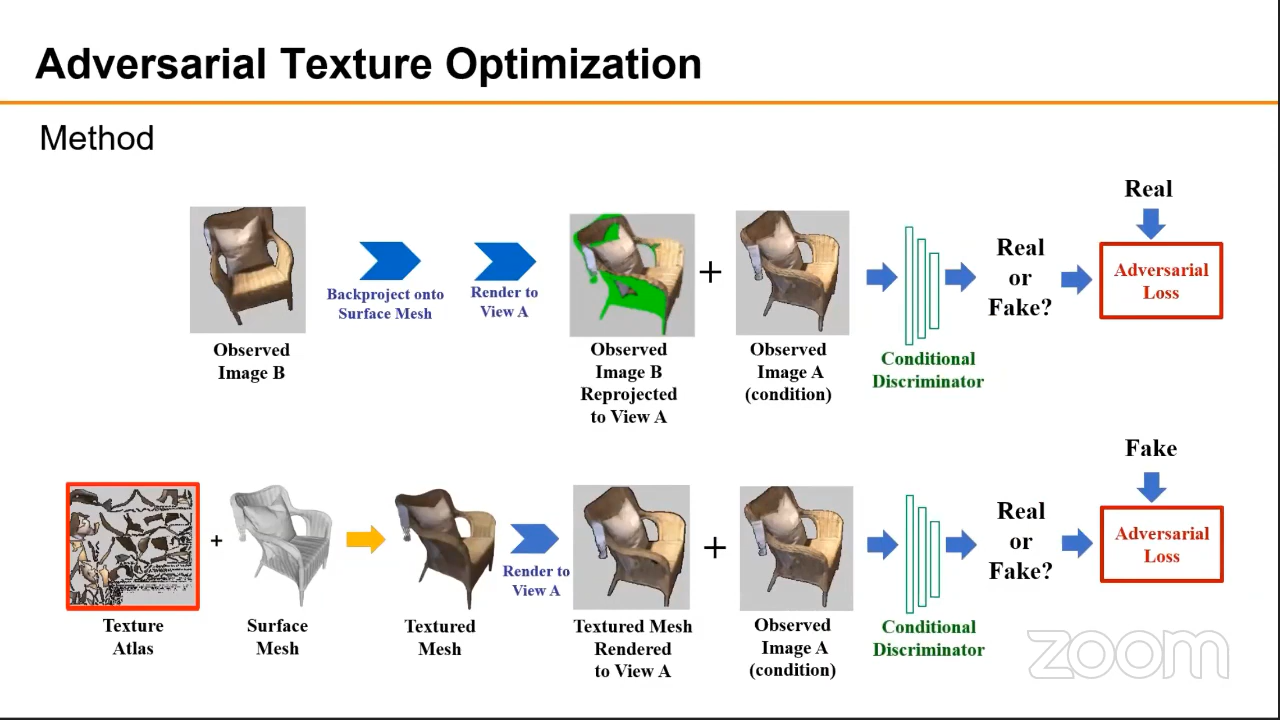 Adversarial Texture Optimization
Method
Real
Backproject onto
Surface Mesh
Render to
View A
+
Real
or
Fake?
Adversarial
Loss
Observed
Image B
Observed
Image B
Reprojected
to View A
Observed
Image A
(condition)
Conditional
Discriminator
Fake
+
Render to
View A
+
Real
or
Fake?
Adversarial
Loss
Texture
Atlas
Surface
Mesh
Textured
Mesh
Textured Mesh
Rendered
to View A
Observed
Image A
(condition)
Conditional
Discriminator
zoom